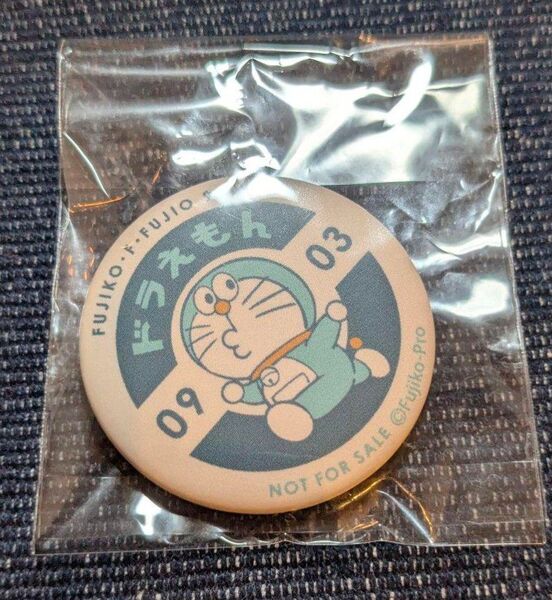 FUJIKO・F・FUJIO
ドラえもん
03
09
NOT FOR SALE ©Fujiko-Pro